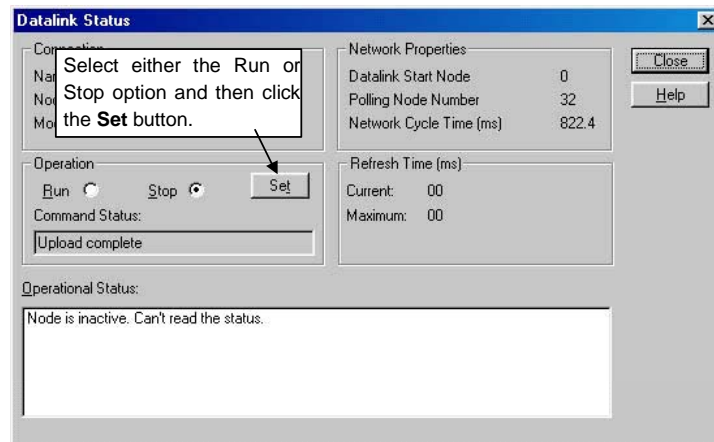 Datalink Status
Connection
Select either the Run or
Stop option and then click
the Set button.
Network Properties
Datalink Start Node 0
Polling Node Number 32
Network Cycle Time (ms) 822.4
Close
Help
Operation
Run Stop Set
Command Status:
Upload complete
Refresh Time (ms)
Current: 00
Maximum: 00
Operational Status:
Node is inactive. Can't read the status.